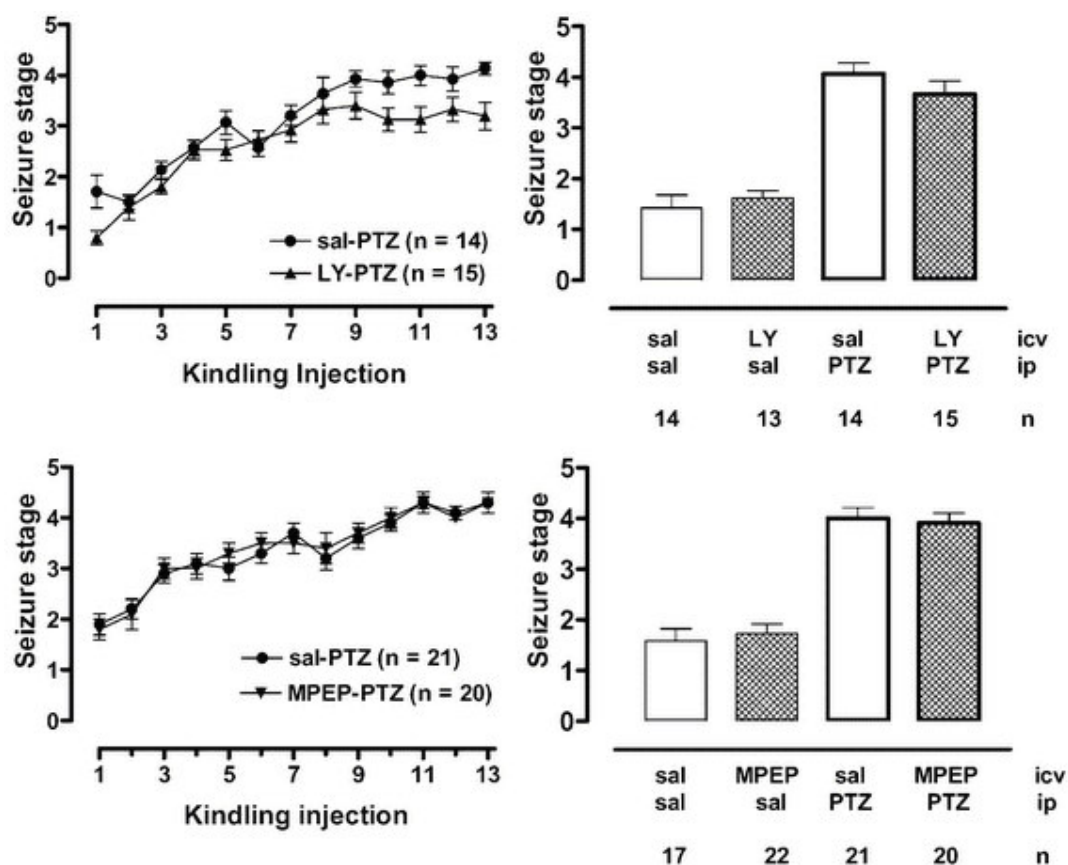 Seizure stage
5
4
3
2
1
0
sal-PTZ (n = 14)
LY-PTZ (n = 15)
1 3 5 7 9 11 13
Kindling Injection
Seizure stage
5
4
3
2
1
0
sal LY sal LY icv
sal sal PTZ PTZ ip
14 13 14 15 n
Seizure stage
5
4
3
2
1
0
sal-PTZ (n = 21)
MPEP-PTZ (n = 20)
1 3 5 7 9 11 13
Kindling injection
Seizure stage
5
4
3
2
1
0
sal MPEP sal MPEP icv
sal sal PTZ PTZ ip
17 22 21 20 n